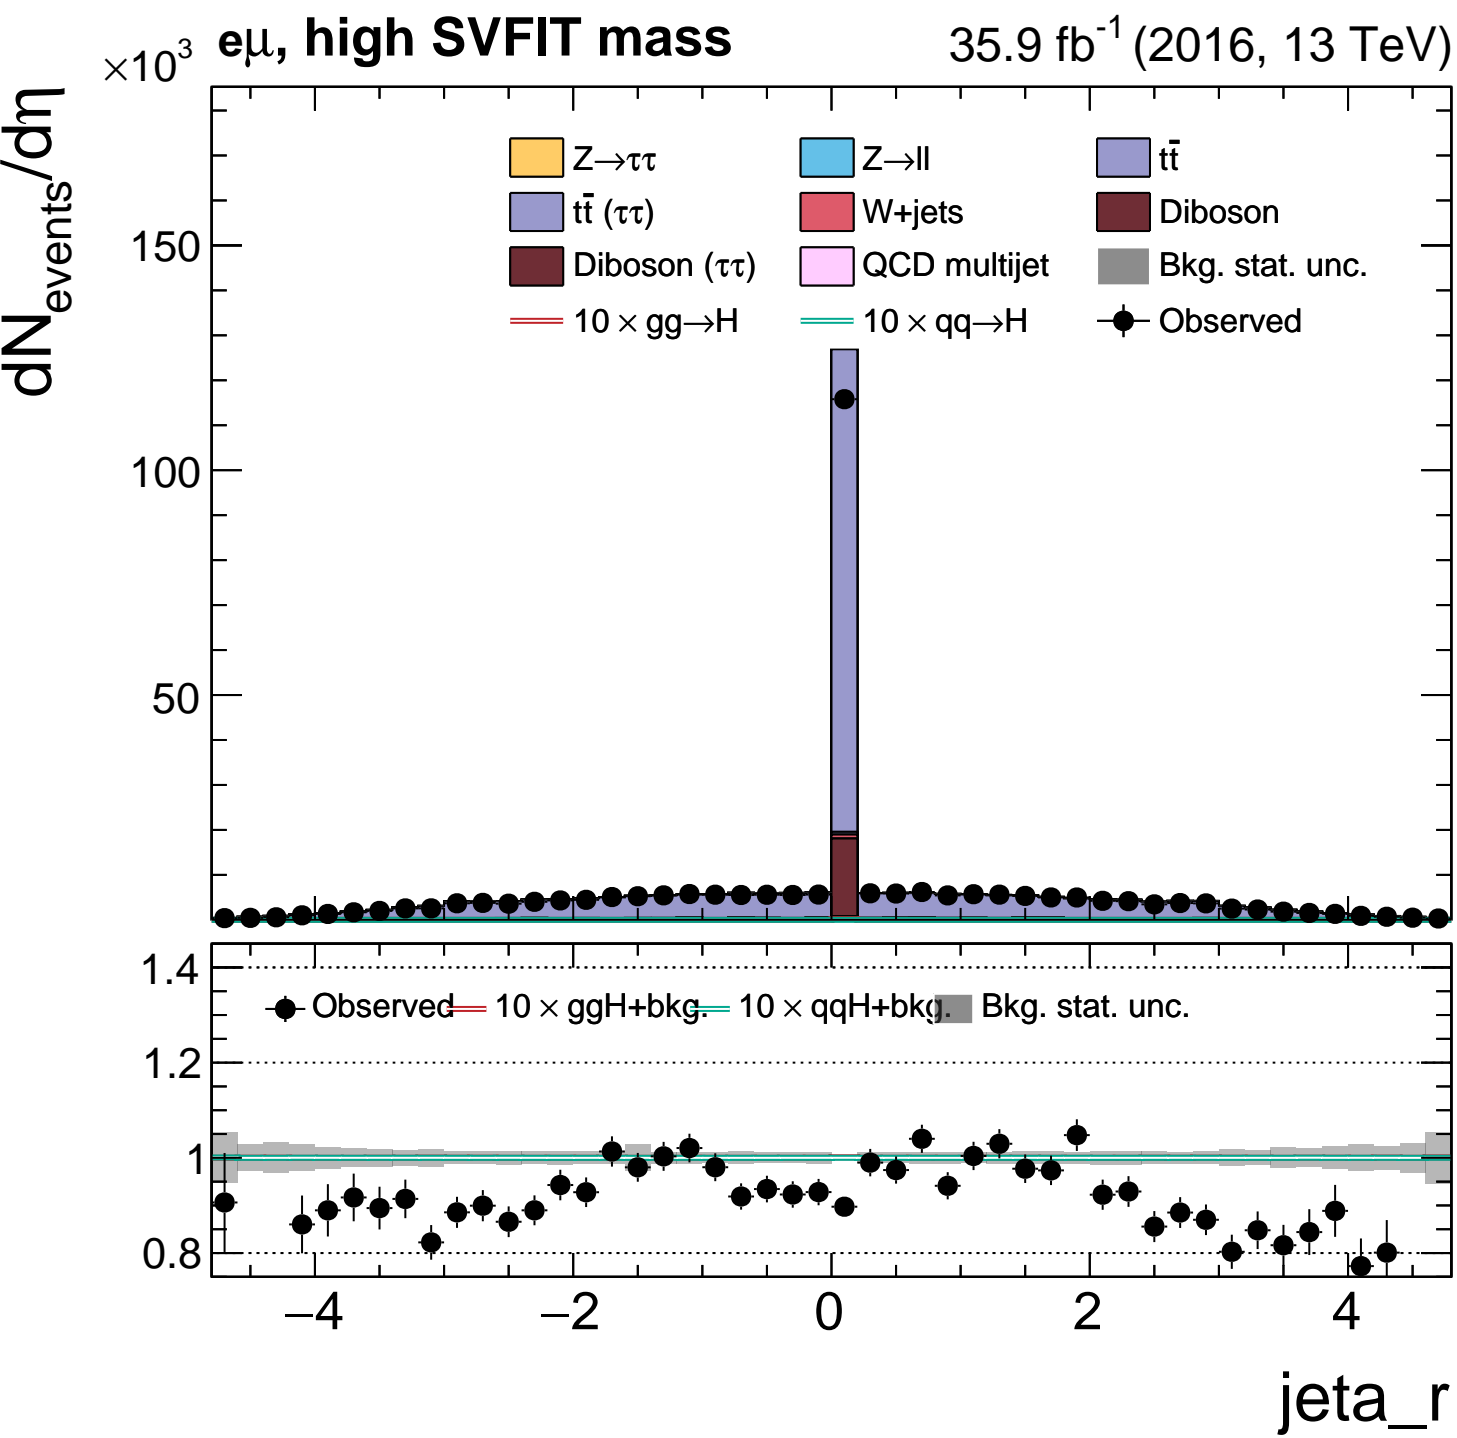 eμ, high SVFIT mass 35.9 fb⁻¹ (2016, 13 TeV)
×10³
dN_events/dη
Z→ττ Z→ll tt̄
tt̄ (ττ) W+jets Diboson
Diboson (ττ) QCD multijet Bkg. stat. unc.
10 × gg→H 10 × qq→H Observed
150
100
50
1.4
Observed 10 × ggH+bkg. 10 × qqH+bkg. Bkg. stat. unc.
1.2
1
0.8
−4 −2 0 2 4
jeta_r